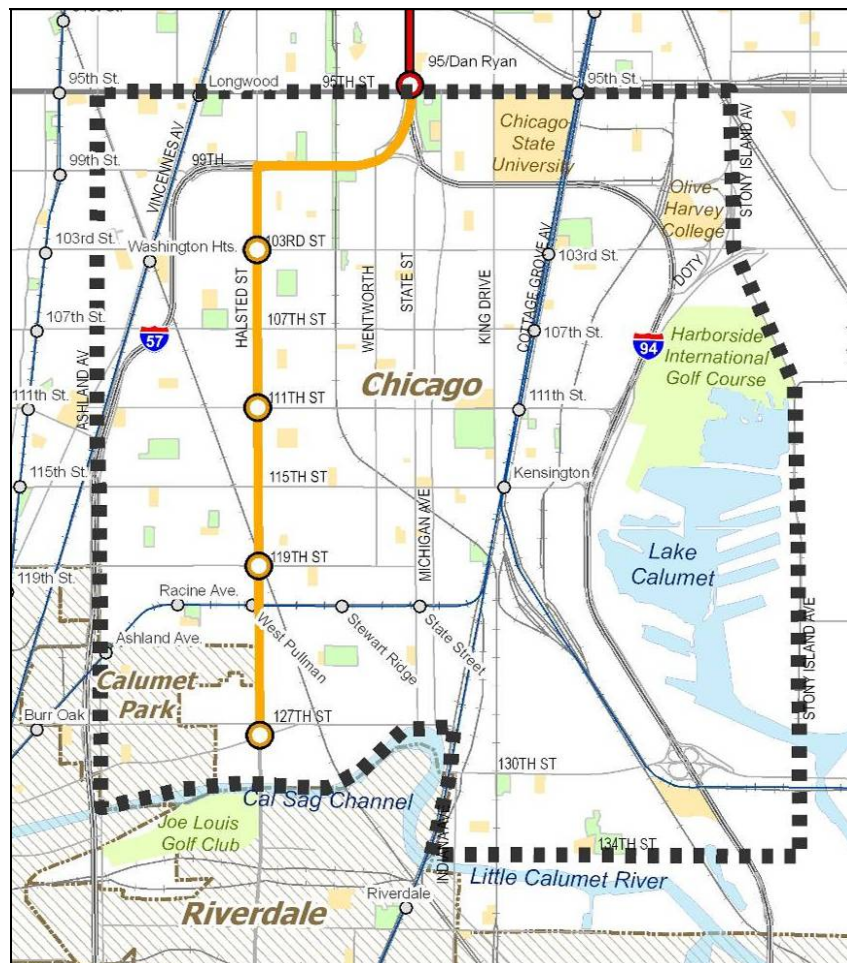 95/Dan Ryan
95th St.
Longwood
95TH ST
95th St.
Chicago
State
University
VINCENNES AV
99TH
99th St.
STONY ISLAND AV
Olive-
Harvey
College
103rd St.
Washington Hts.
103RD ST
103rd St.
DOTY
HALSTED ST
WENTWORTH
STATE ST
KING DRIVE
COTTAGE GROVE AV
107th St.
57
107TH ST
107th St.
94
Harborside
International
Golf Course
ASHLAND AV
Chicago
111th St.
111TH ST
111th St.
115th St.
115TH ST
Kensington
MICHIGAN AVE
119th St.
119TH ST
Lake
Calumet
Racine Ave.
Ashland Ave.
West Pullman
Stewart Ridge
State Street
STONY ISLAND AVE
Calumet
Park
Burr Oak
127TH ST
130TH ST
Cal Sag Channel
INDIANA AVE
Joe Louis
Golf Club
134TH ST
Little Calumet River
Riverdale
Riverdale